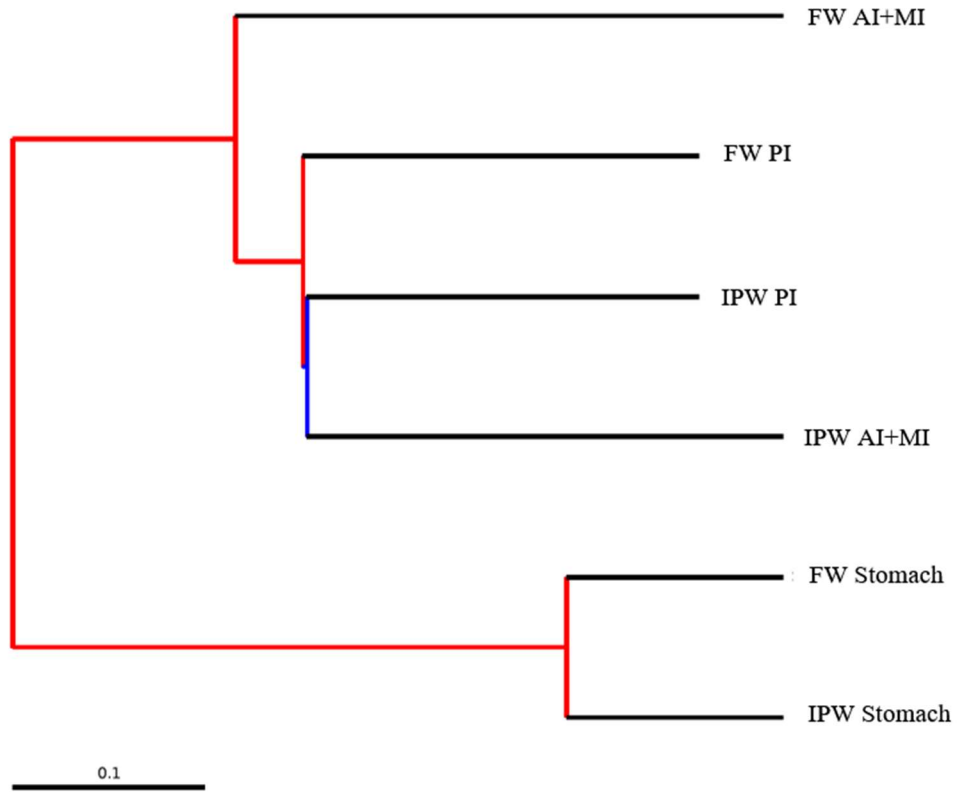 FW AI+MI
FW PI
IPW PI
IPW AI+MI
FW Stomach
IPW Stomach
0.1